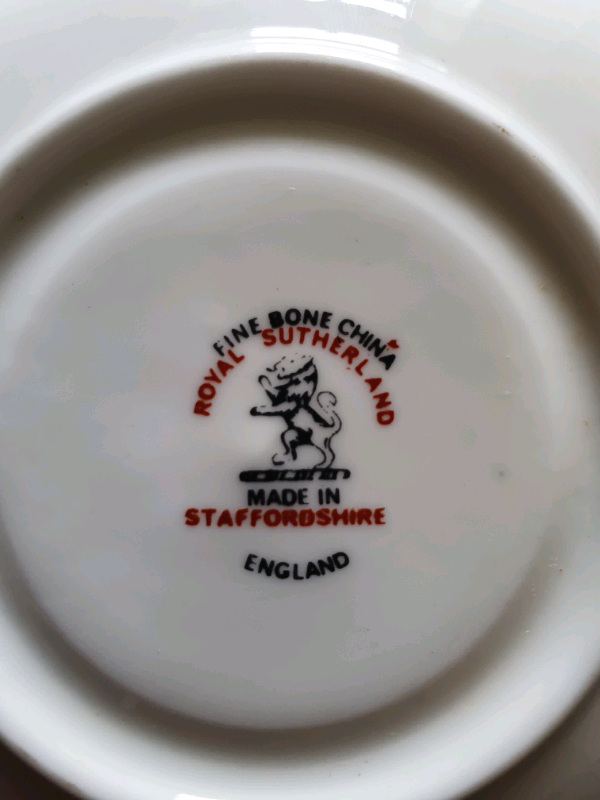 FINE BONE CHINA
ROYAL SUTHERLAND
MADE IN
STAFFORDSHIRE
ENGLAND